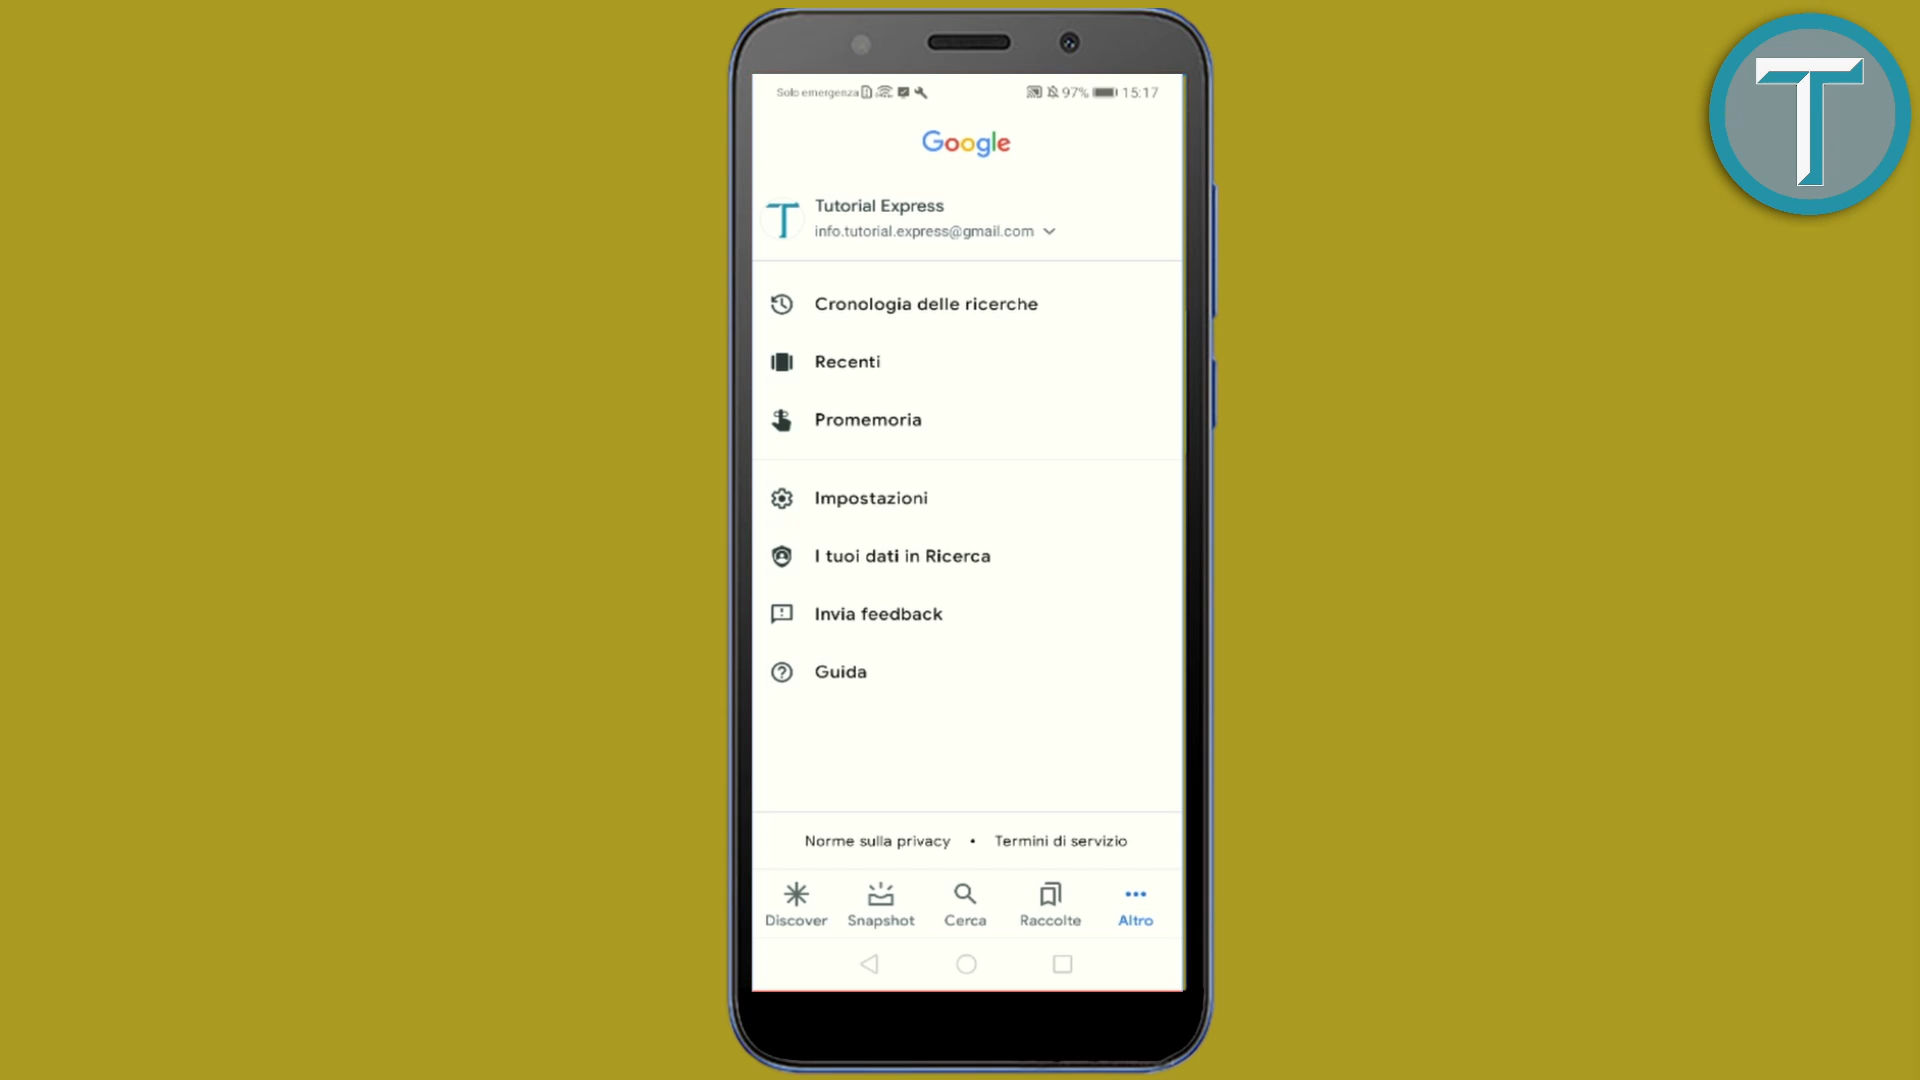 T
Solo emergenza 97% 15:17
Google
T
Tutorial Express
info.tutorial.express@gmail.com
Cronologia delle ricerche
Recenti
Promemoria
Impostazioni
I tuoi dati in Ricerca
Invia feedback
Guida
Norme sulla privacy • Termini di servizio
Discover Snapshot Cerca Raccolte Altro